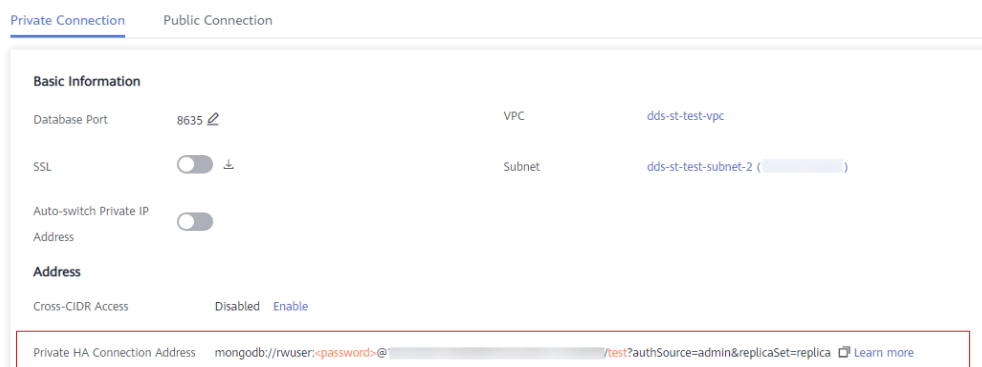 Private Connection Public Connection
Basic Information
Database Port 8635 VPC dds-st-test-vpc
SSL Subnet dds-st-test-subnet-2 ( )
Auto-switch Private IP
Address
Address
Cross-CIDR Access Disabled Enable
Private HA Connection Address mongodb://rwuser:<password>@ /test?authSource=admin&replicaSet=replica Learn more